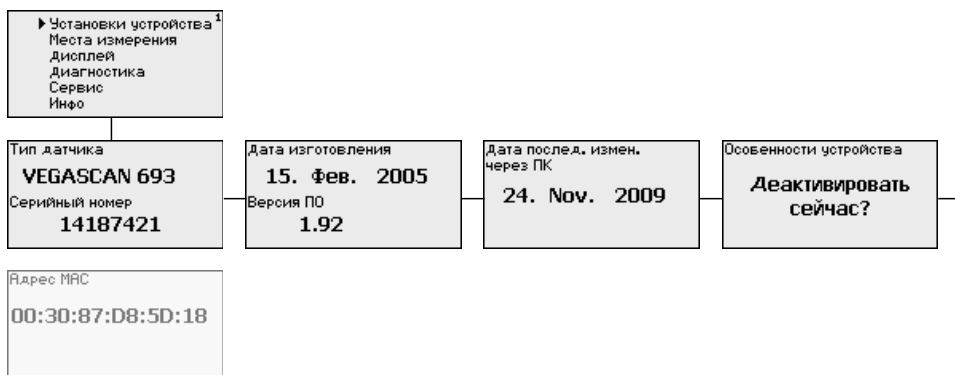 Установки устройства 1
Места измерения
Дисплей
Диагностика
Сервис
Инфо
Тип датчика
VEGASCAN 693
Серийный номер
14187421
Дата изготовления
15. Фев. 2005
Версия ПО
1.92
Дата послед. измен.
через ПК
24. Nov. 2009
Особенности устройства
Деактивировать
сейчас?
Адрес MAC
00:30:87:D8:5D:18